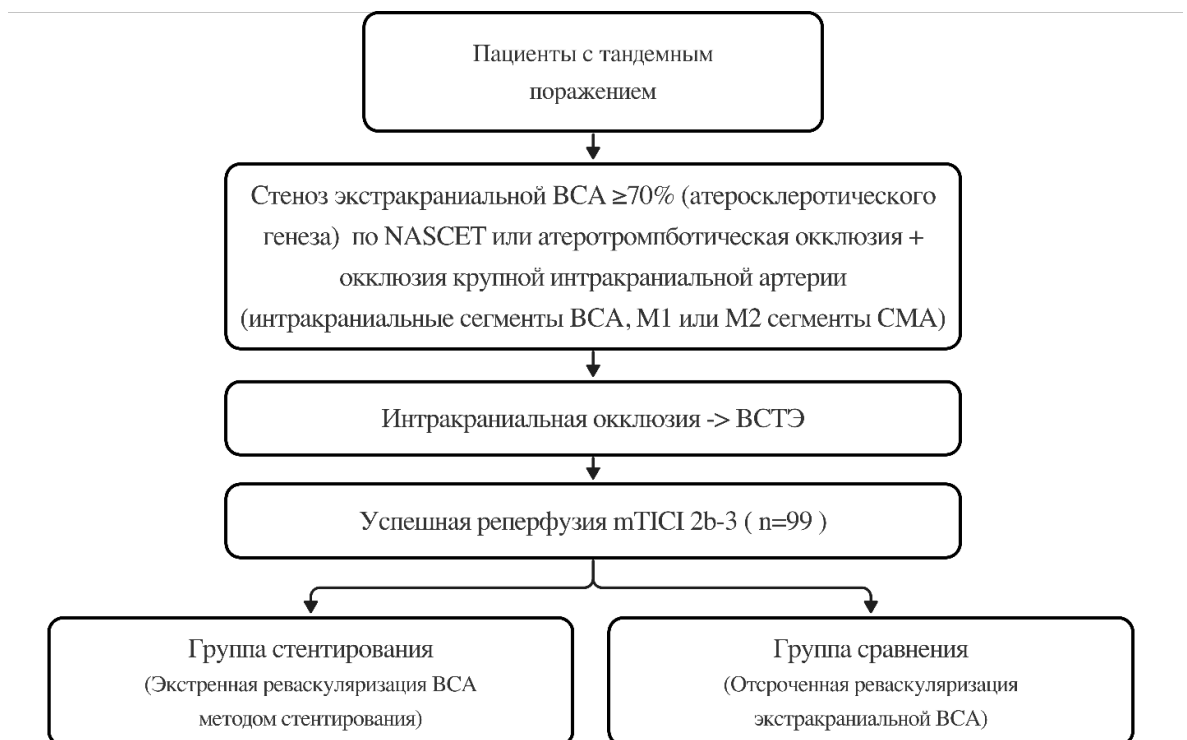 Пациенты с тандемным
поражением
Стеноз экстракраниальной ВСА ≥70% (атеросклеротического
генеза) по NASCET или атеротромпботическая окклюзия +
окклюзия крупной интракраниальной артерии
(интракраниальные сегменты ВСА, М1 или М2 сегменты СМА)
Интракраниальная окклюзия -> ВСТЭ
Успешная реперфузия mTICI 2b-3 ( n=99 )
Группа стентирования
(Экстренная реваскуляризация ВСА
методом стентирования)
Группа сравнения
(Отсроченная реваскуляризация
экстракраниальной ВСА)